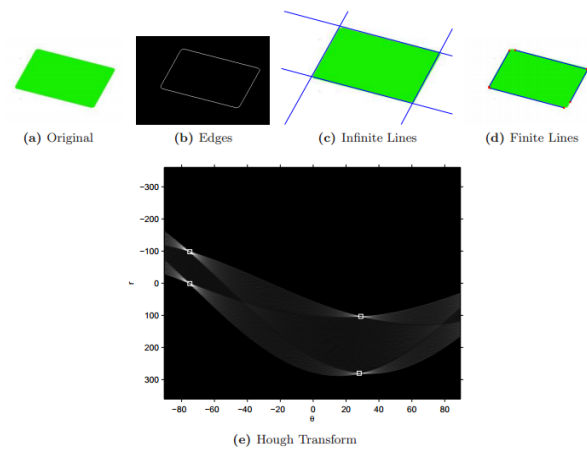 (a) Original
(b) Edges
(c) Infinite Lines
(d) Finite Lines
−300
−200
−100
0
100
200
300
r
−80 −60 −40 −20 0 20 40 60 80
θ
(e) Hough Transform